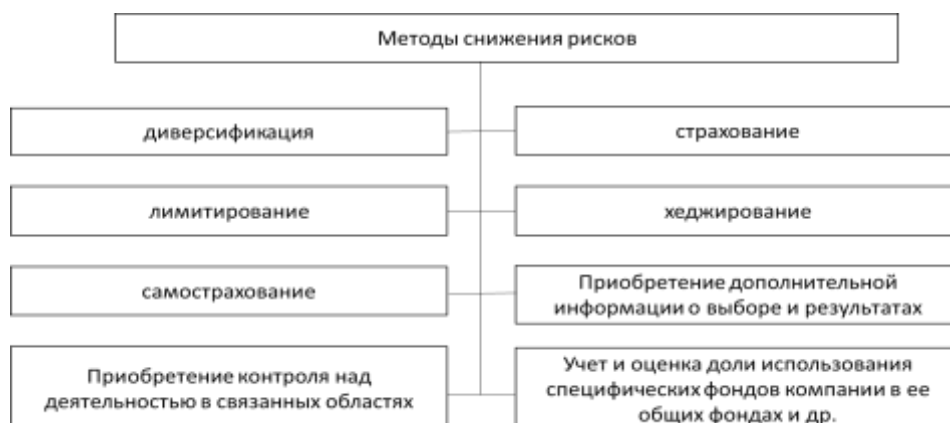 Методы снижения рисков
диверсификация
страхование
лимитирование
хеджирование
самострахование
Приобретение дополнительной
информации о выборе и результатах
Приобретение контроля над
деятельностью в связанных областях
Учет и оценка доли использования
специфических фондов компании в ее
общих фондах и др.